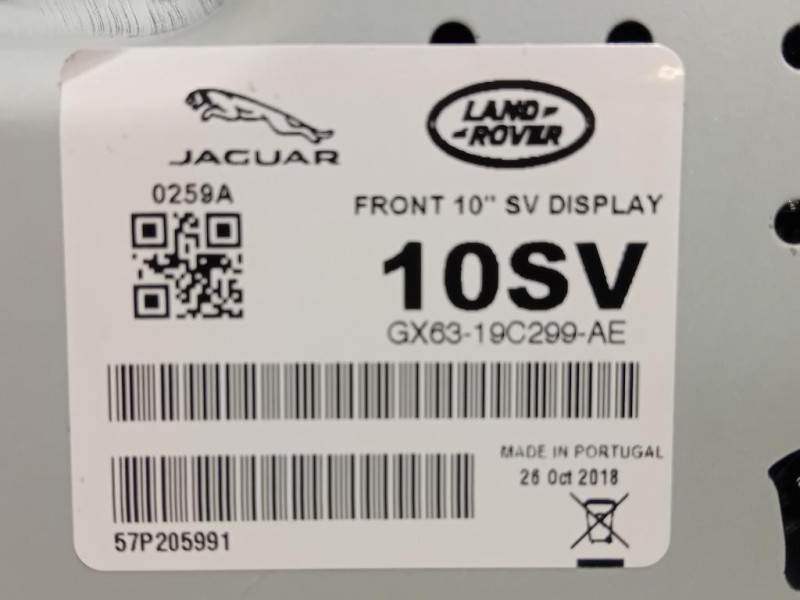 JAGUAR
LAND
ROVER
0259A
FRONT 10" SV DISPLAY
10SV
GX63-19C299-AE
MADE IN PORTUGAL
26 Oct 2018
57P205991